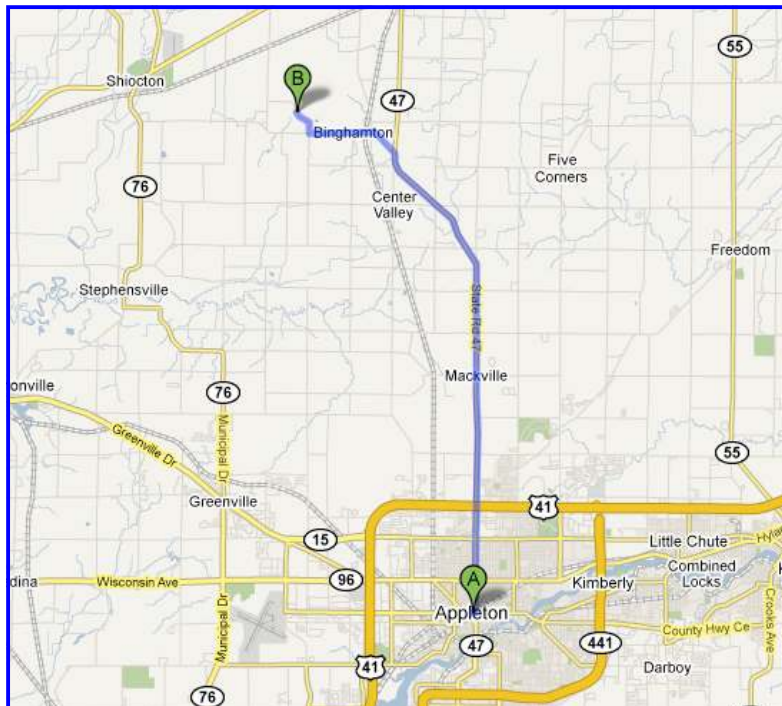 55
Shiocton
B
47
Binghamton
Five
Corners
76
Center
Valley
Freedom
Stephensville
State Rd 47
76
Mackville
onville
Greenville Dr
Municipal Dr
55
Greenville
41
15
Little Chute
Hyla
Combined
Locks
dina
Wisconsin Ave
96
A
Kimberly
K
Appleton
Municipal Dr
47
441
County Hwy Ce
Crooks Ave
41
Darboy
76